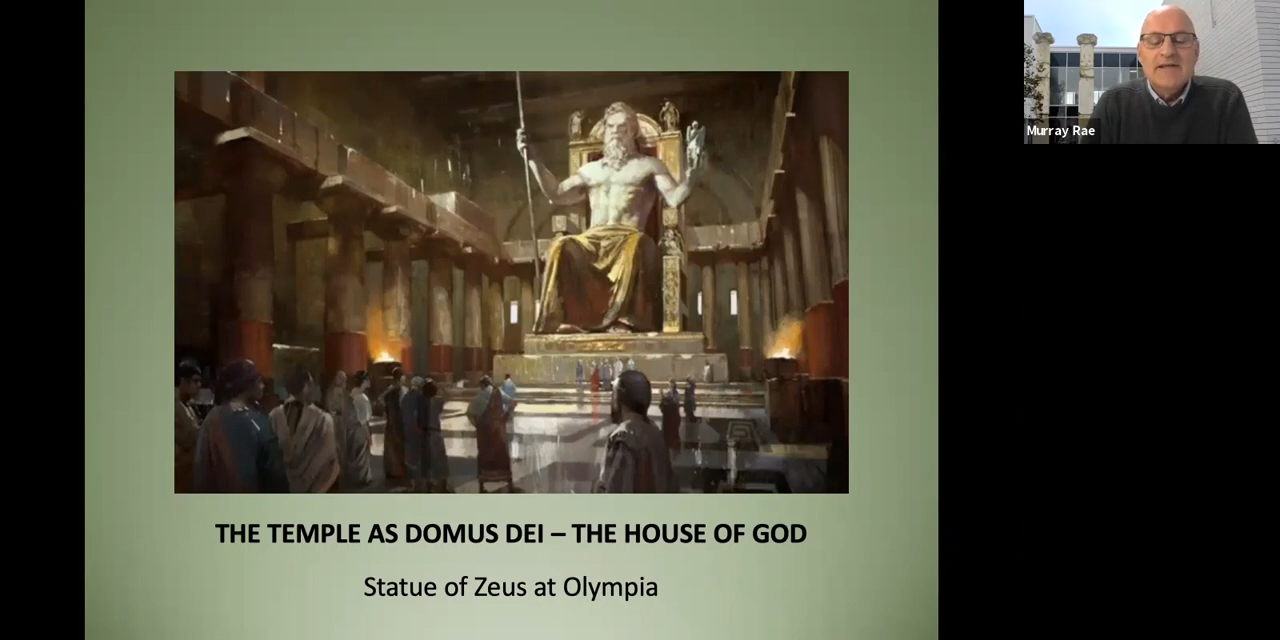 Murray Rae
THE TEMPLE AS DOMUS DEI – THE HOUSE OF GOD
Statue of Zeus at Olympia